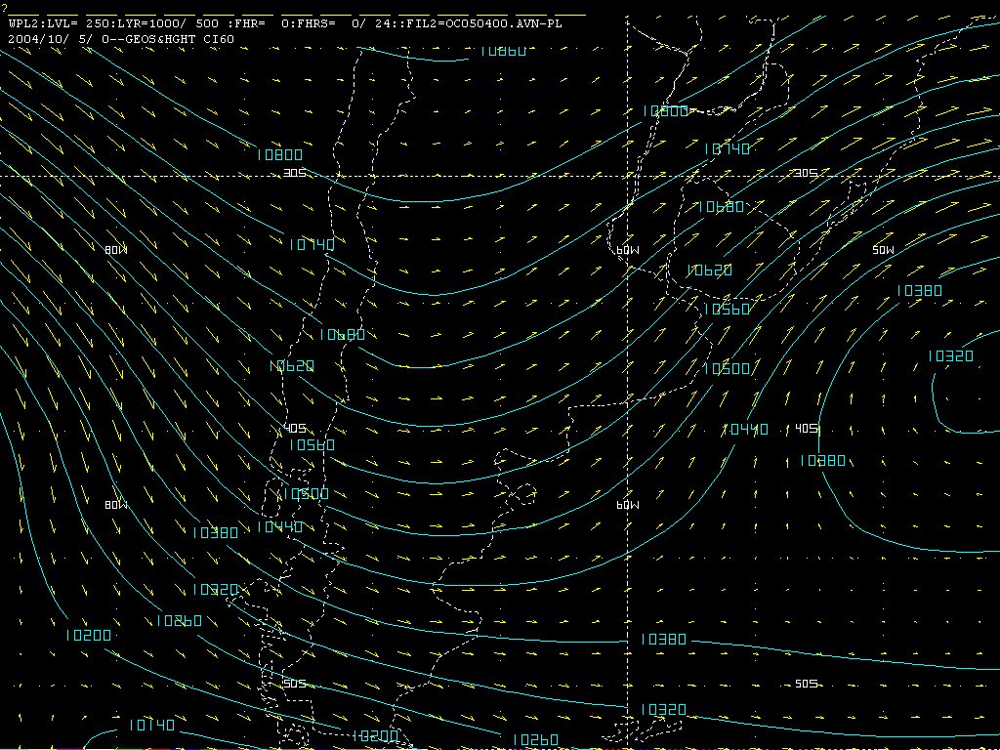 ?
WPL2:LVL= 250:LYR=1000/ 500 :FHR=  0:FHRS=  0/ 24::FIL2=OC050400.AVN-PL
2004/10/ 5/ 0--GEOS&HGHT CI60
10860
10800
10740
10800
30S
30S
10680
10740
80W
60W
50W
10620
10380
10560
10680
10320
10620
10500
40S
10440
40S
10560
10380
10500
80W
60W
10440
10380
10320
10260
10200
10380
50S
50S
10320
10140
10200
10260